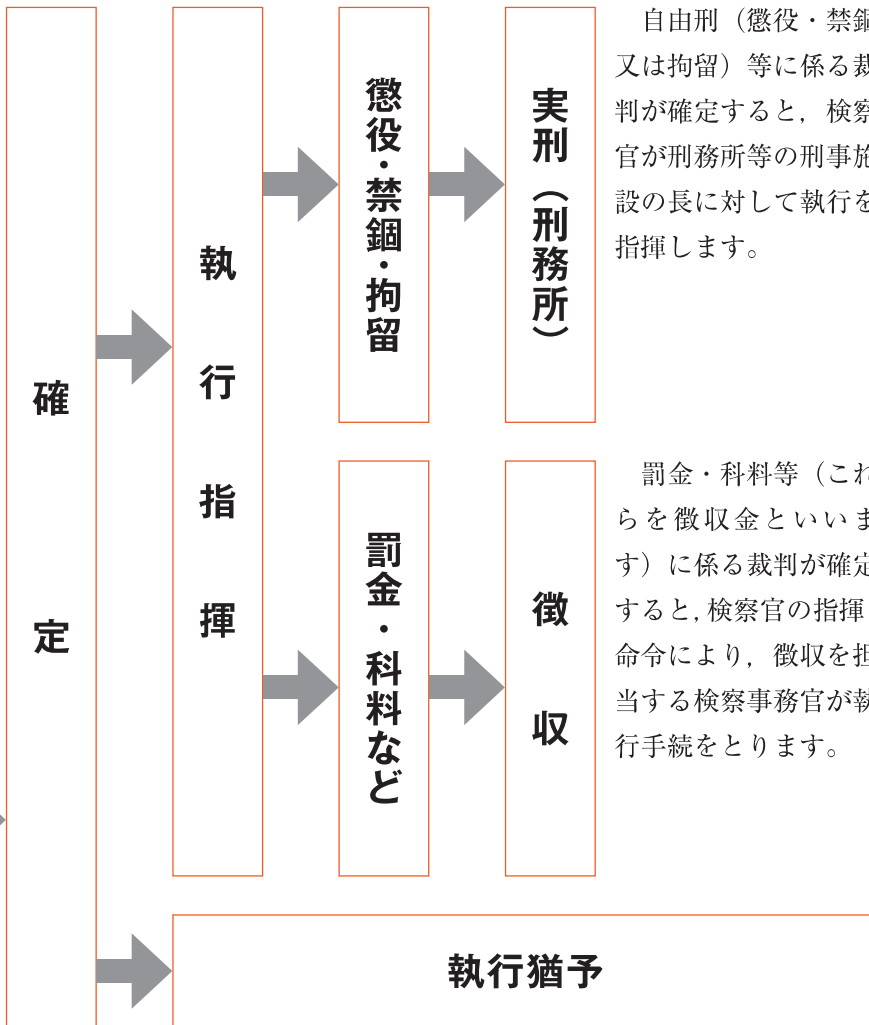 確定
執行指揮
懲役・禁錮・拘留
実刑（刑務所）
自由刑（懲役・禁錮
又は拘留）等に係る裁
判が確定すると，検察
官が刑務所等の刑事施
設の長に対して執行を
指揮します。
罰金・科料など
徴収
罰金・科料等（これ
らを徴収金といいま
す）に係る裁判が確定
すると，検察官の指揮
命令により，徴収を担
当する検察事務官が執
行手続をとります。
執行猶予